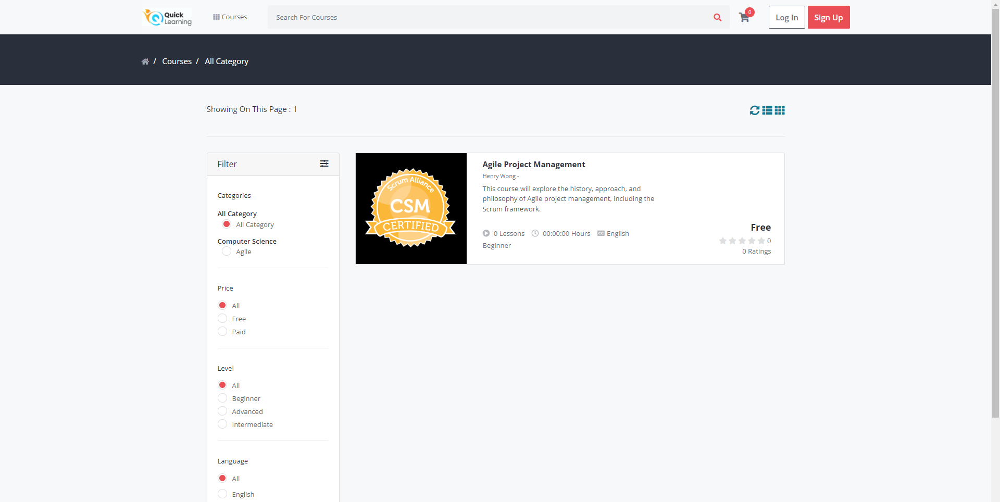 Quick
Learning
Courses
Search For Courses
0
Log In
Sign Up
/ Courses / All Category
Showing On This Page : 1
Filter
Categories
All Category
All Category
Computer Science
Agile
Price
All
Free
Paid
Level
All
Beginner
Advanced
Intermediate
Language
All
English
Scrum Alliance
CSM
CERTIFIED
Agile Project Management
Henry Wong -
This course will explore the history, approach, and
philosophy of Agile project management, including the
Scrum framework.
0 Lessons
00:00:00 Hours
CC English
Beginner
Free
0
0 Ratings